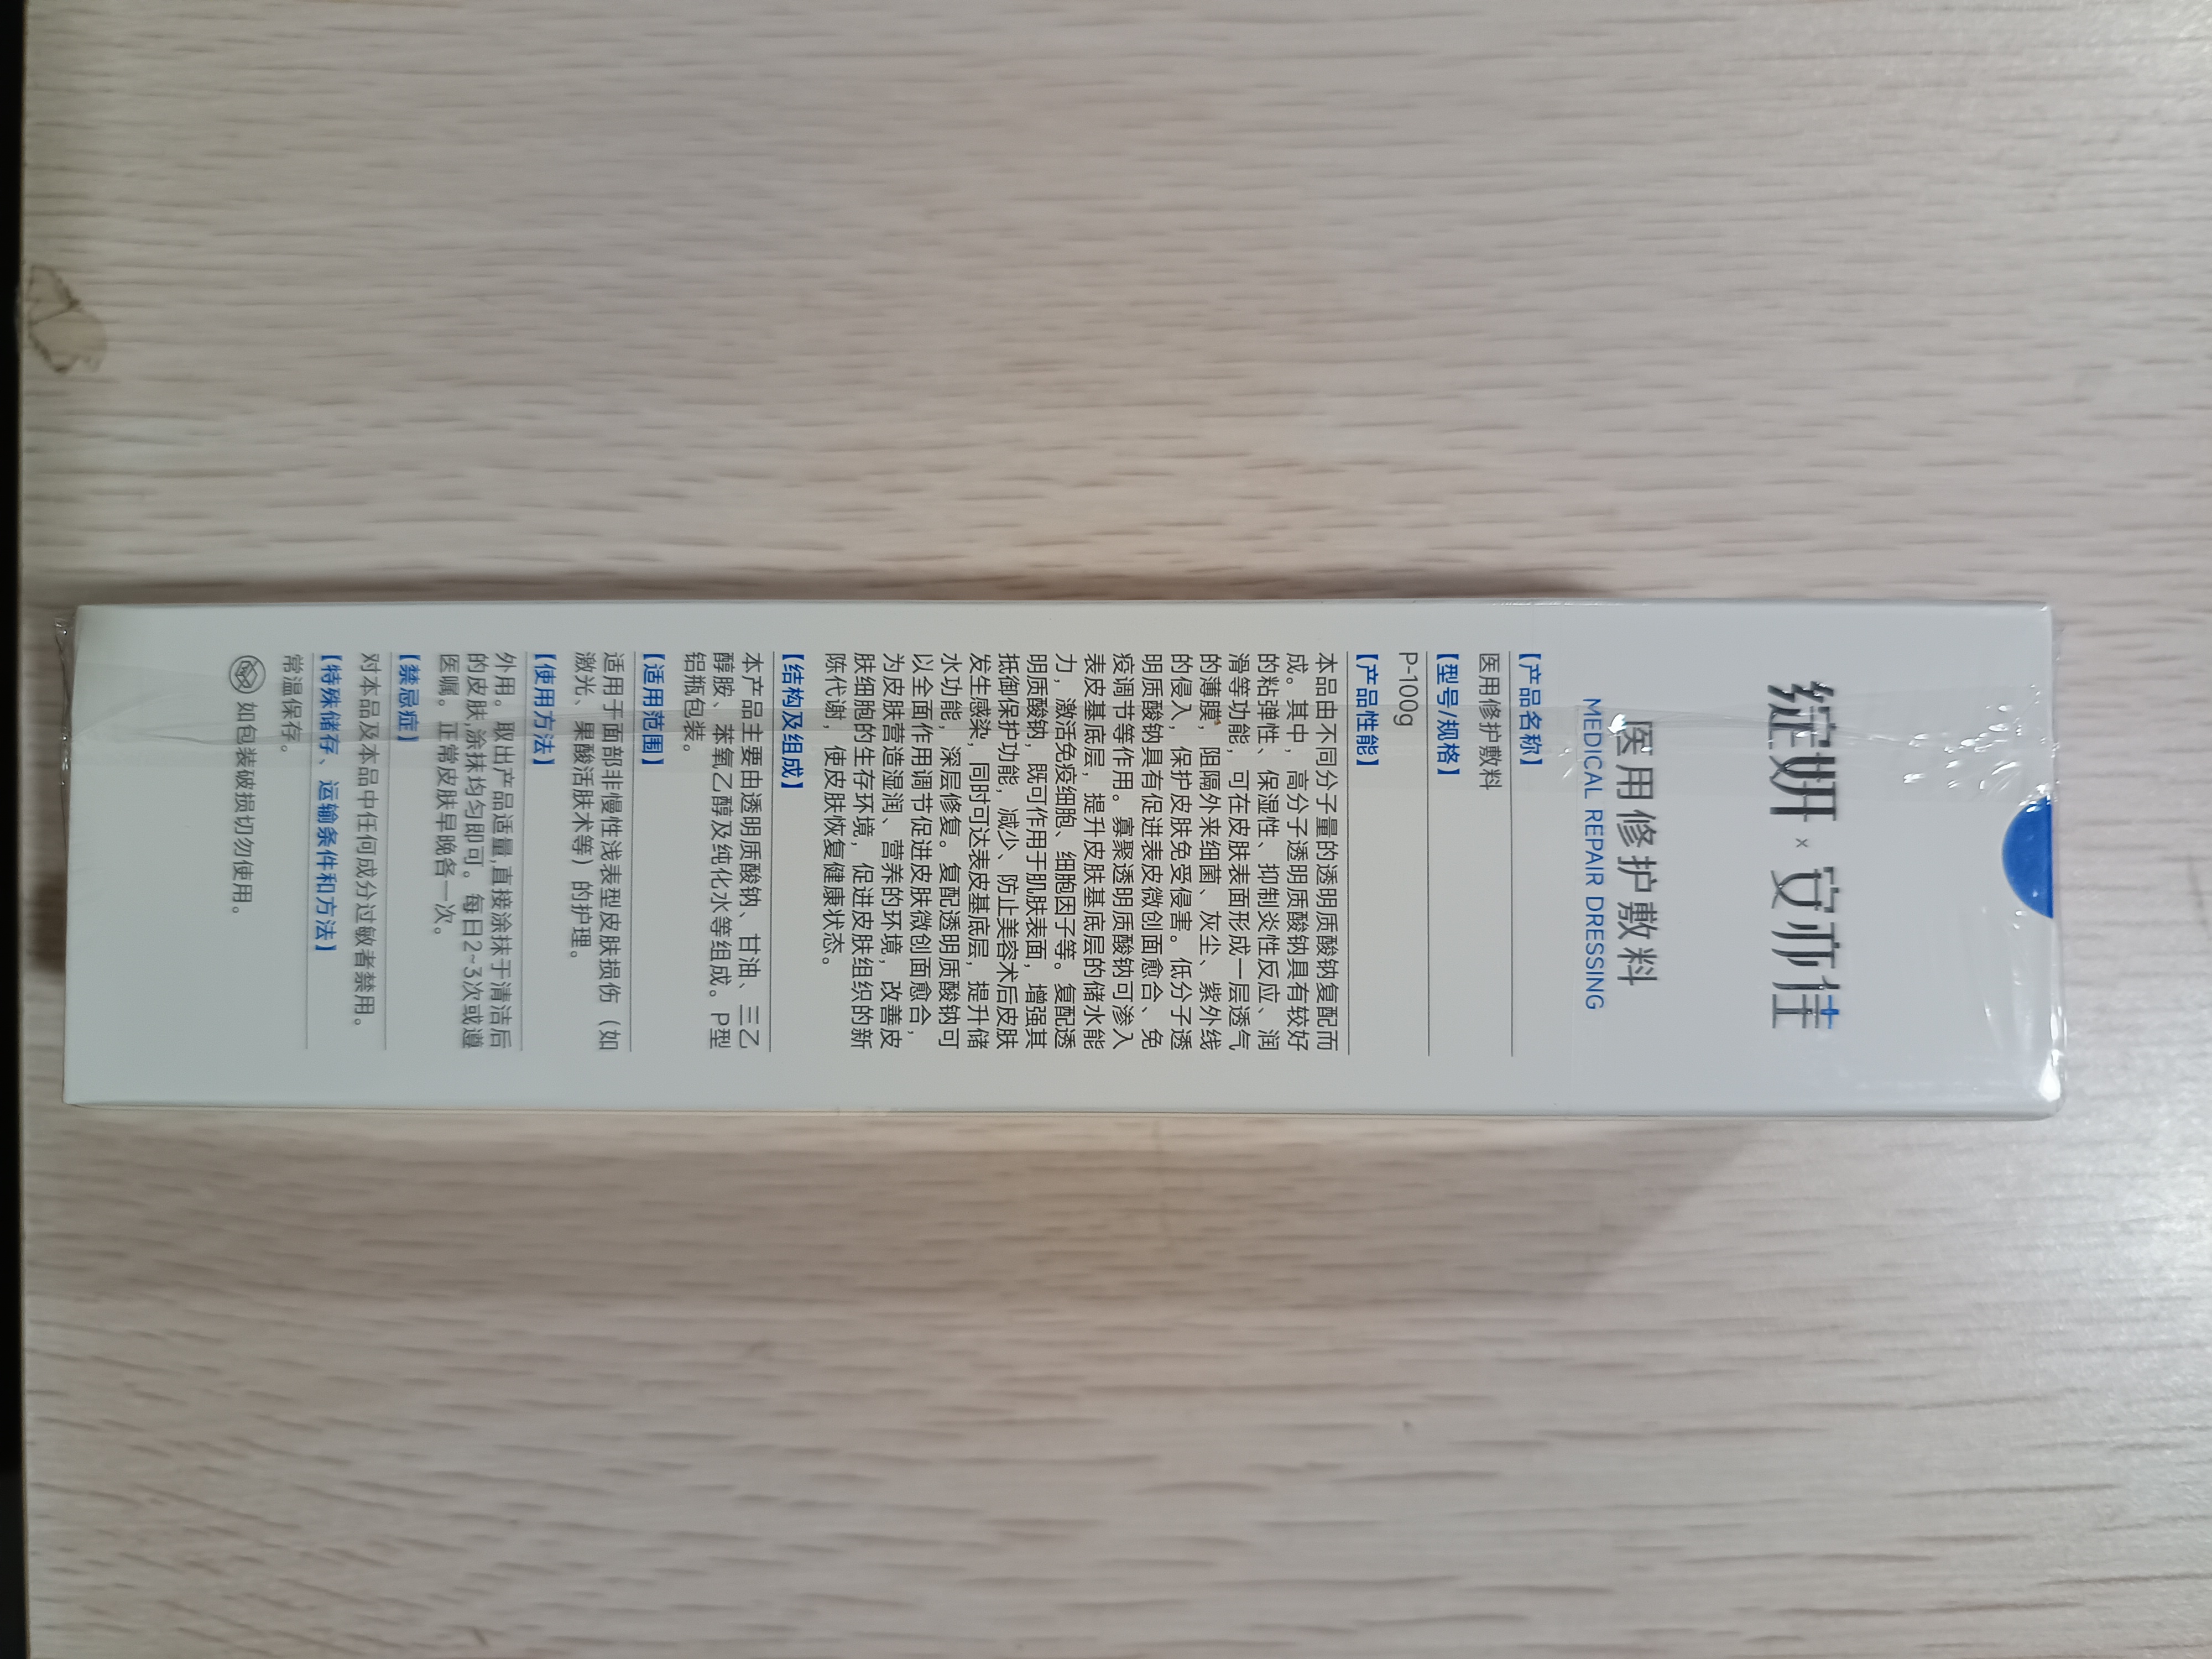 绽妍 × 安亦佳
医用修护敷料
MEDICAL REPAIR DRESSING
【产品名称】
医用修护敷料
【型号/规格】
P-100g
【产品性能】
本品由不同分子量的透明质酸钠复配而
成。其中，高分子透明质酸钠具有较好
的粘弹性、保湿性、抑制炎性反应、润
滑等功能，可在皮肤表面形成一层透气
的薄膜，阻隔外来细菌、灰尘、紫外线
的侵入，保护皮肤免受侵害。低分子透
明质酸钠具有促进表皮微创面愈合、免
疫调节等作用。寡聚透明质酸钠可渗入
表皮基底层，提升皮肤基底层的储水能
力，激活免疫细胞、细胞因子等。复配透
明质酸钠，既可作用于肌肤表面，增强其
抵御保护功能，减少、防止美容术后皮肤
发生感染，同时可达表皮基底层，提升储
水功能，深层修复。复配透明质酸钠可
以全面作用调节促进皮肤微创面愈合，
为皮肤营造湿润、营养的环境，改善皮
肤细胞的生存环境，促进皮肤组织的新
陈代谢，使皮肤恢复健康状态。
【结构及组成】
本产品主要由透明质酸钠、甘油、三乙
醇胺、苯氧乙醇及纯化水等组成。P型
铝瓶包装。
【适用范围】
适用于面部非慢性浅表型皮肤损伤（如
激光、果酸活肤术等）的护理。
【使用方法】
外用。取出产品适量,直接涂抹于清洁后
的皮肤,涂抹均匀即可。每日2~3次或遵
医嘱。正常皮肤早晚各一次。
【禁忌症】
对本品及本品中任何成分过敏者禁用。
【特殊储存、运输条件和方法】
常温保存。
如包装破损切勿使用。